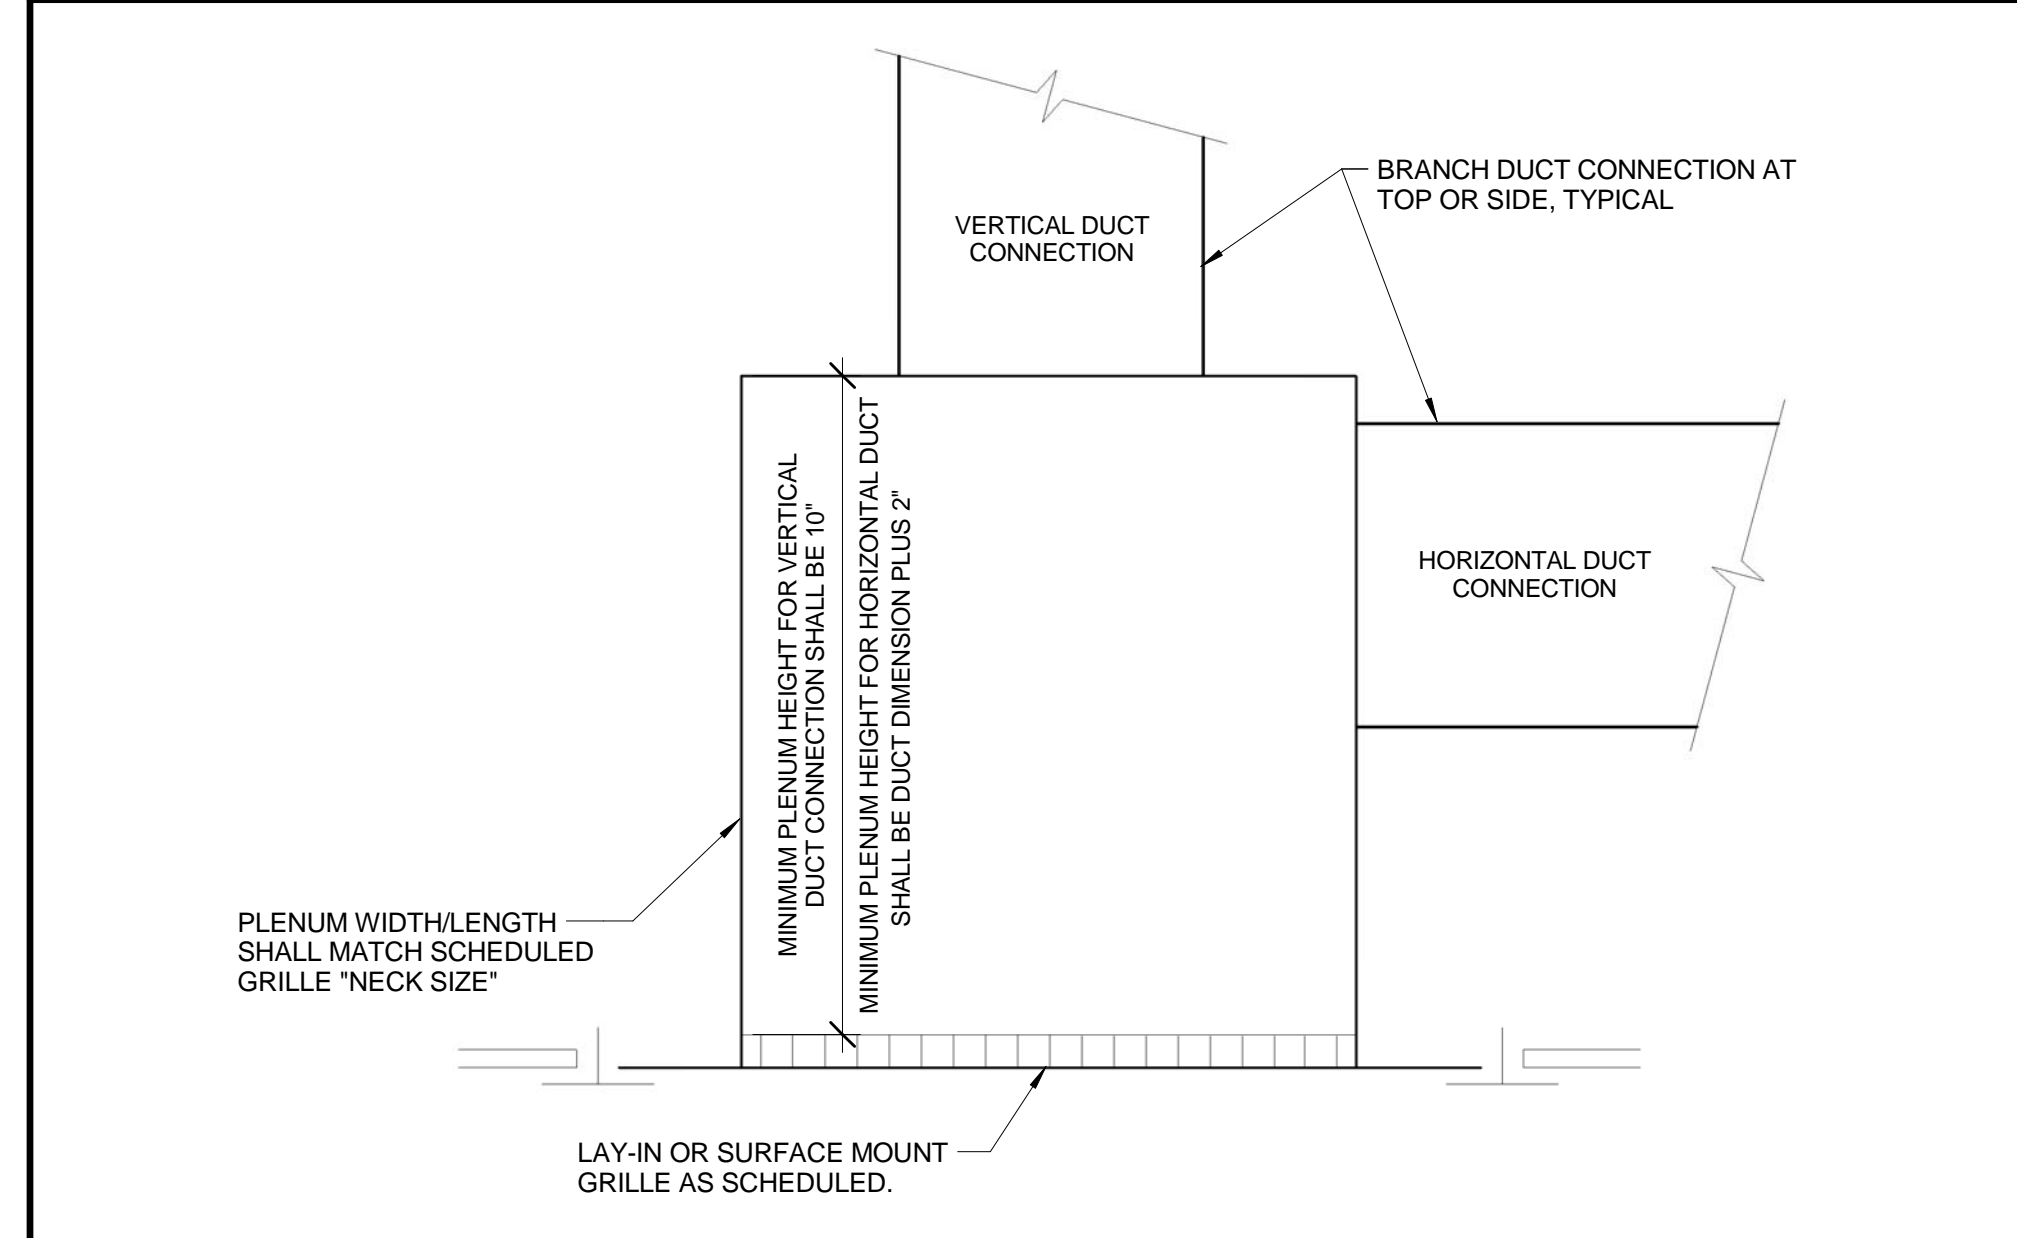 BRANCH DUCT CONNECTION AT
TOP OR SIDE, TYPICAL
VERTICAL DUCT
CONNECTION
MINIMUM PLENUM HEIGHT FOR VERTICAL
DUCT CONNECTION SHALL BE 10"
MINIMUM PLENUM HEIGHT FOR HORIZONTAL DUCT
SHALL BE DUCT DIMENSION PLUS 2"
HORIZONTAL DUCT
CONNECTION
PLENUM WIDTH/LENGTH
SHALL MATCH SCHEDULED
GRILLE "NECK SIZE"
LAY-IN OR SURFACE MOUNT
GRILLE AS SCHEDULED.